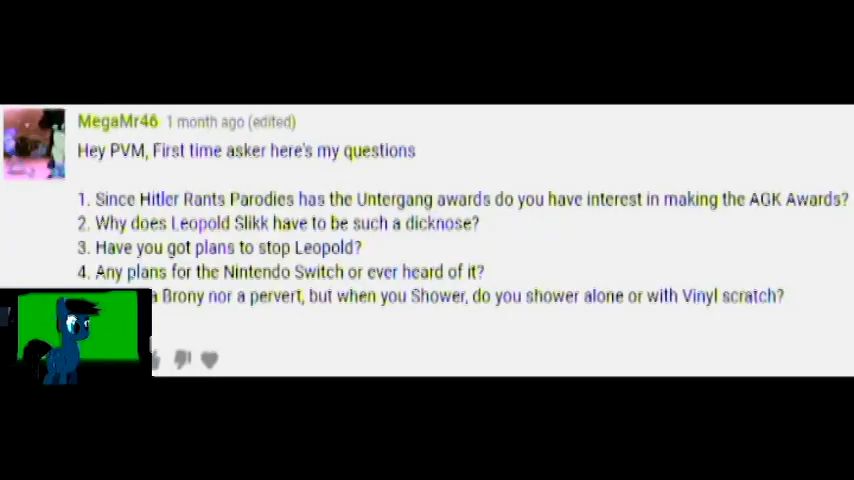 MegaMr46 1 month ago (edited)
Hey PVM, First time asker here's my questions
1. Since Hitler Rants Parodies has the Untergang awards do you have interest in making the AGK Awards?
2. Why does Leopold Slikk have to be such a dicknose?
3. Have you got plans to stop Leopold?
4. Any plans for the Nintendo Switch or ever heard of it?
a Brony nor a pervert, but when you Shower, do you shower alone or with Vinyl scratch?